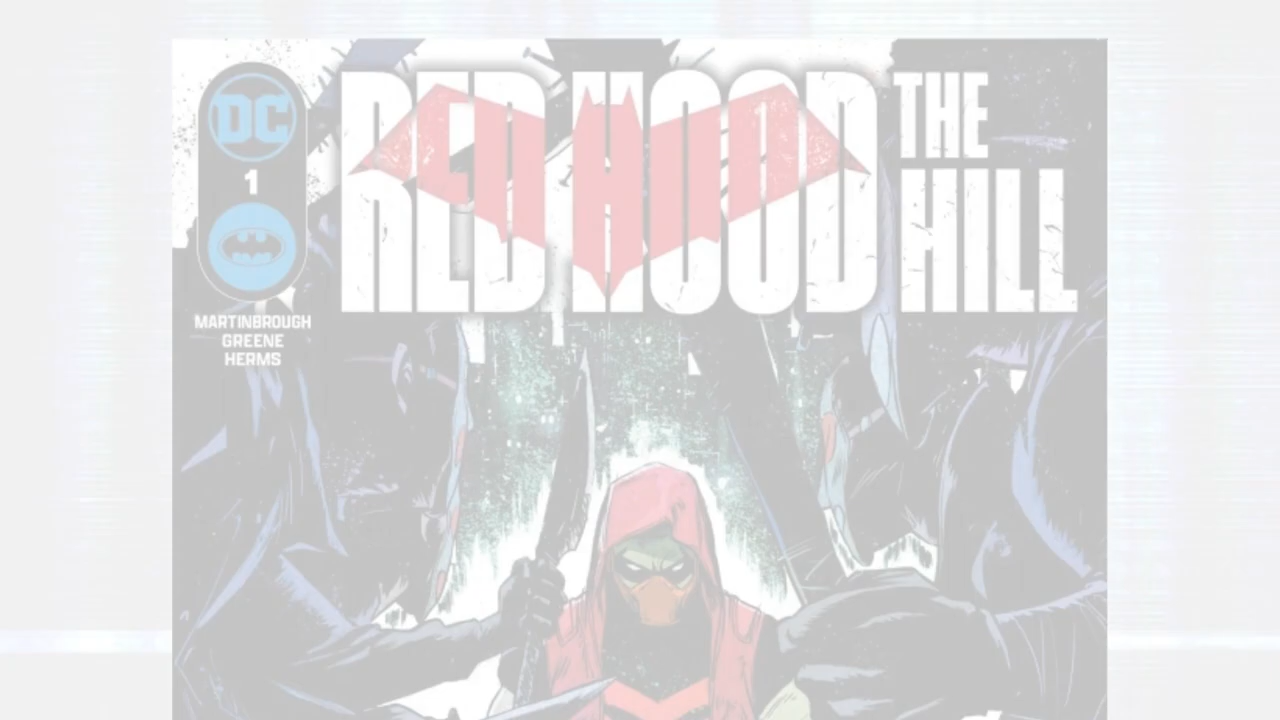 DC
1
RED HOOD
THE
HILL
MARTINBROUGH
GREENE
HERMS